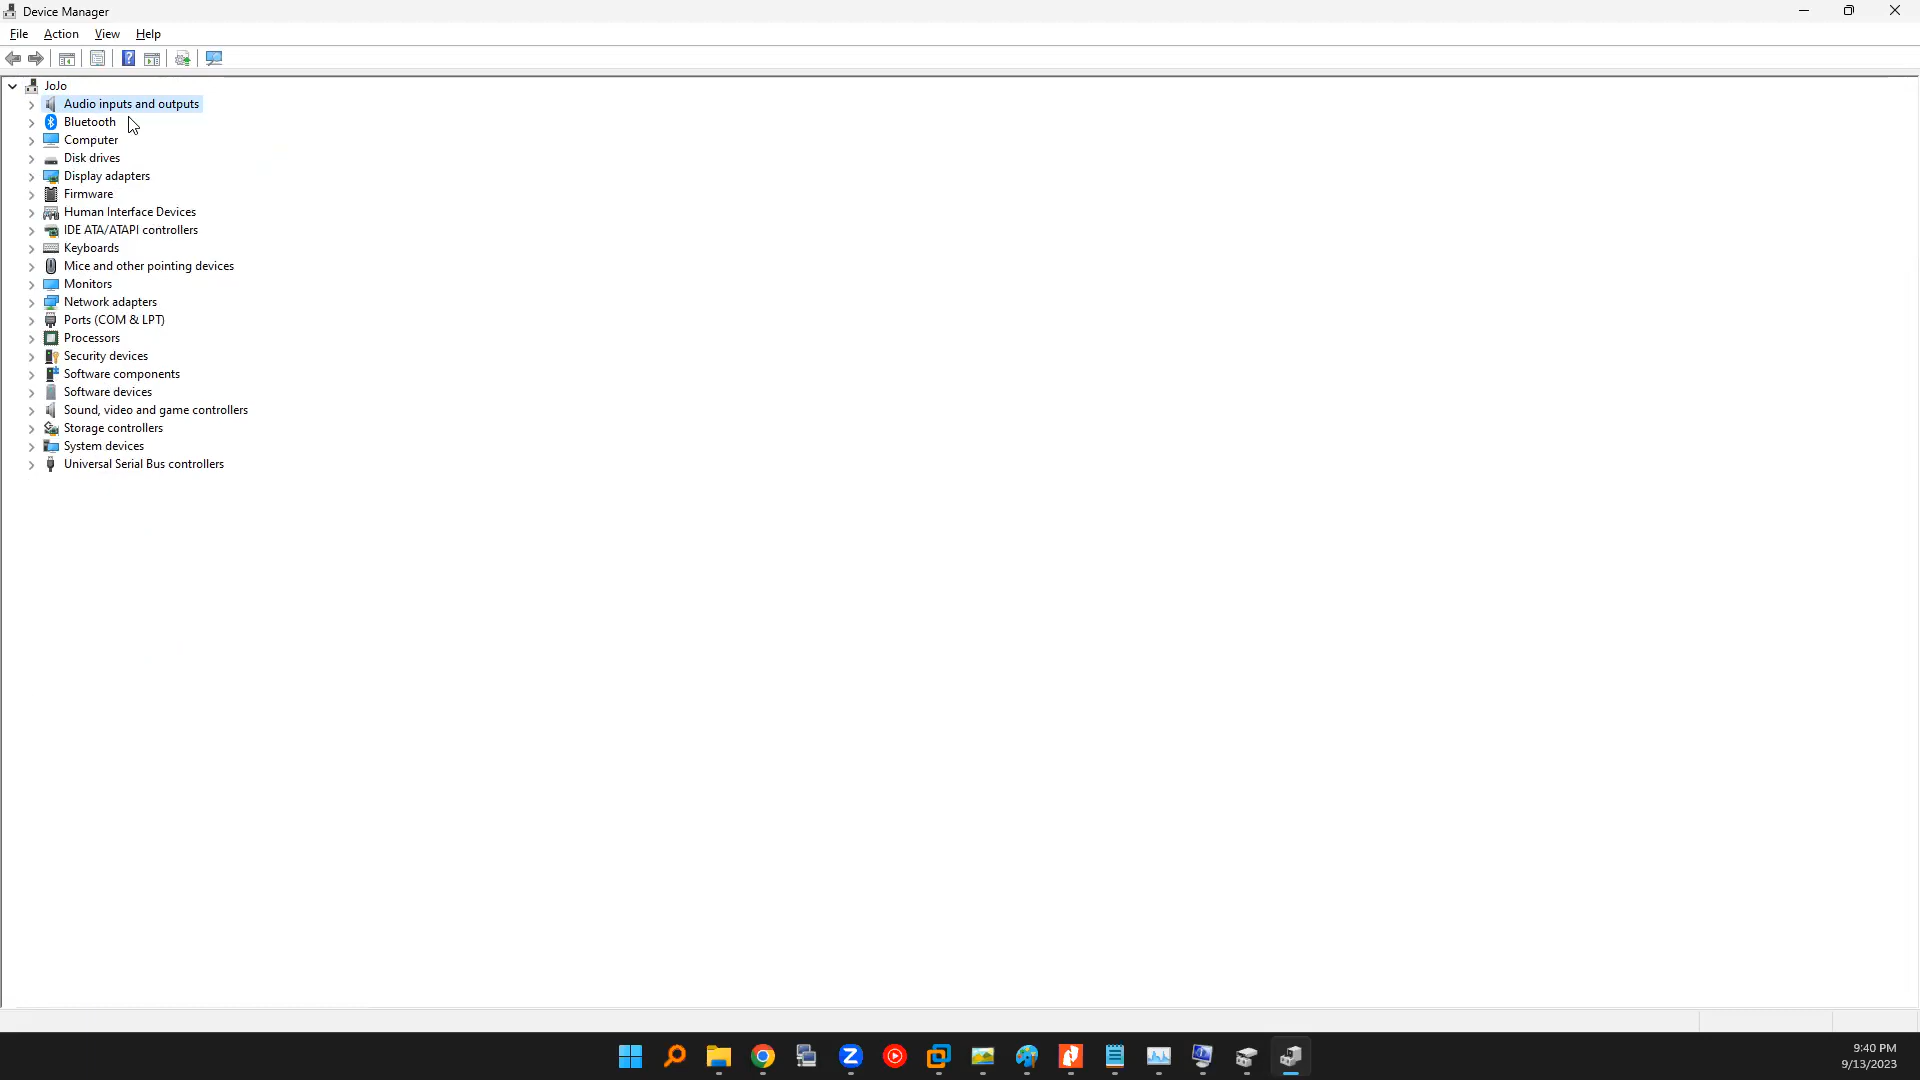 Device Manager
File Action View Help
JoJo
Audio inputs and outputs
Bluetooth
Computer
Disk drives
Display adapters
Firmware
Human Interface Devices
IDE ATA/ATAPI controllers
Keyboards
Mice and other pointing devices
Monitors
Network adapters
Ports (COM & LPT)
Processors
Security devices
Software components
Software devices
Sound, video and game controllers
Storage controllers
System devices
Universal Serial Bus controllers
9:40 PM
9/13/2023